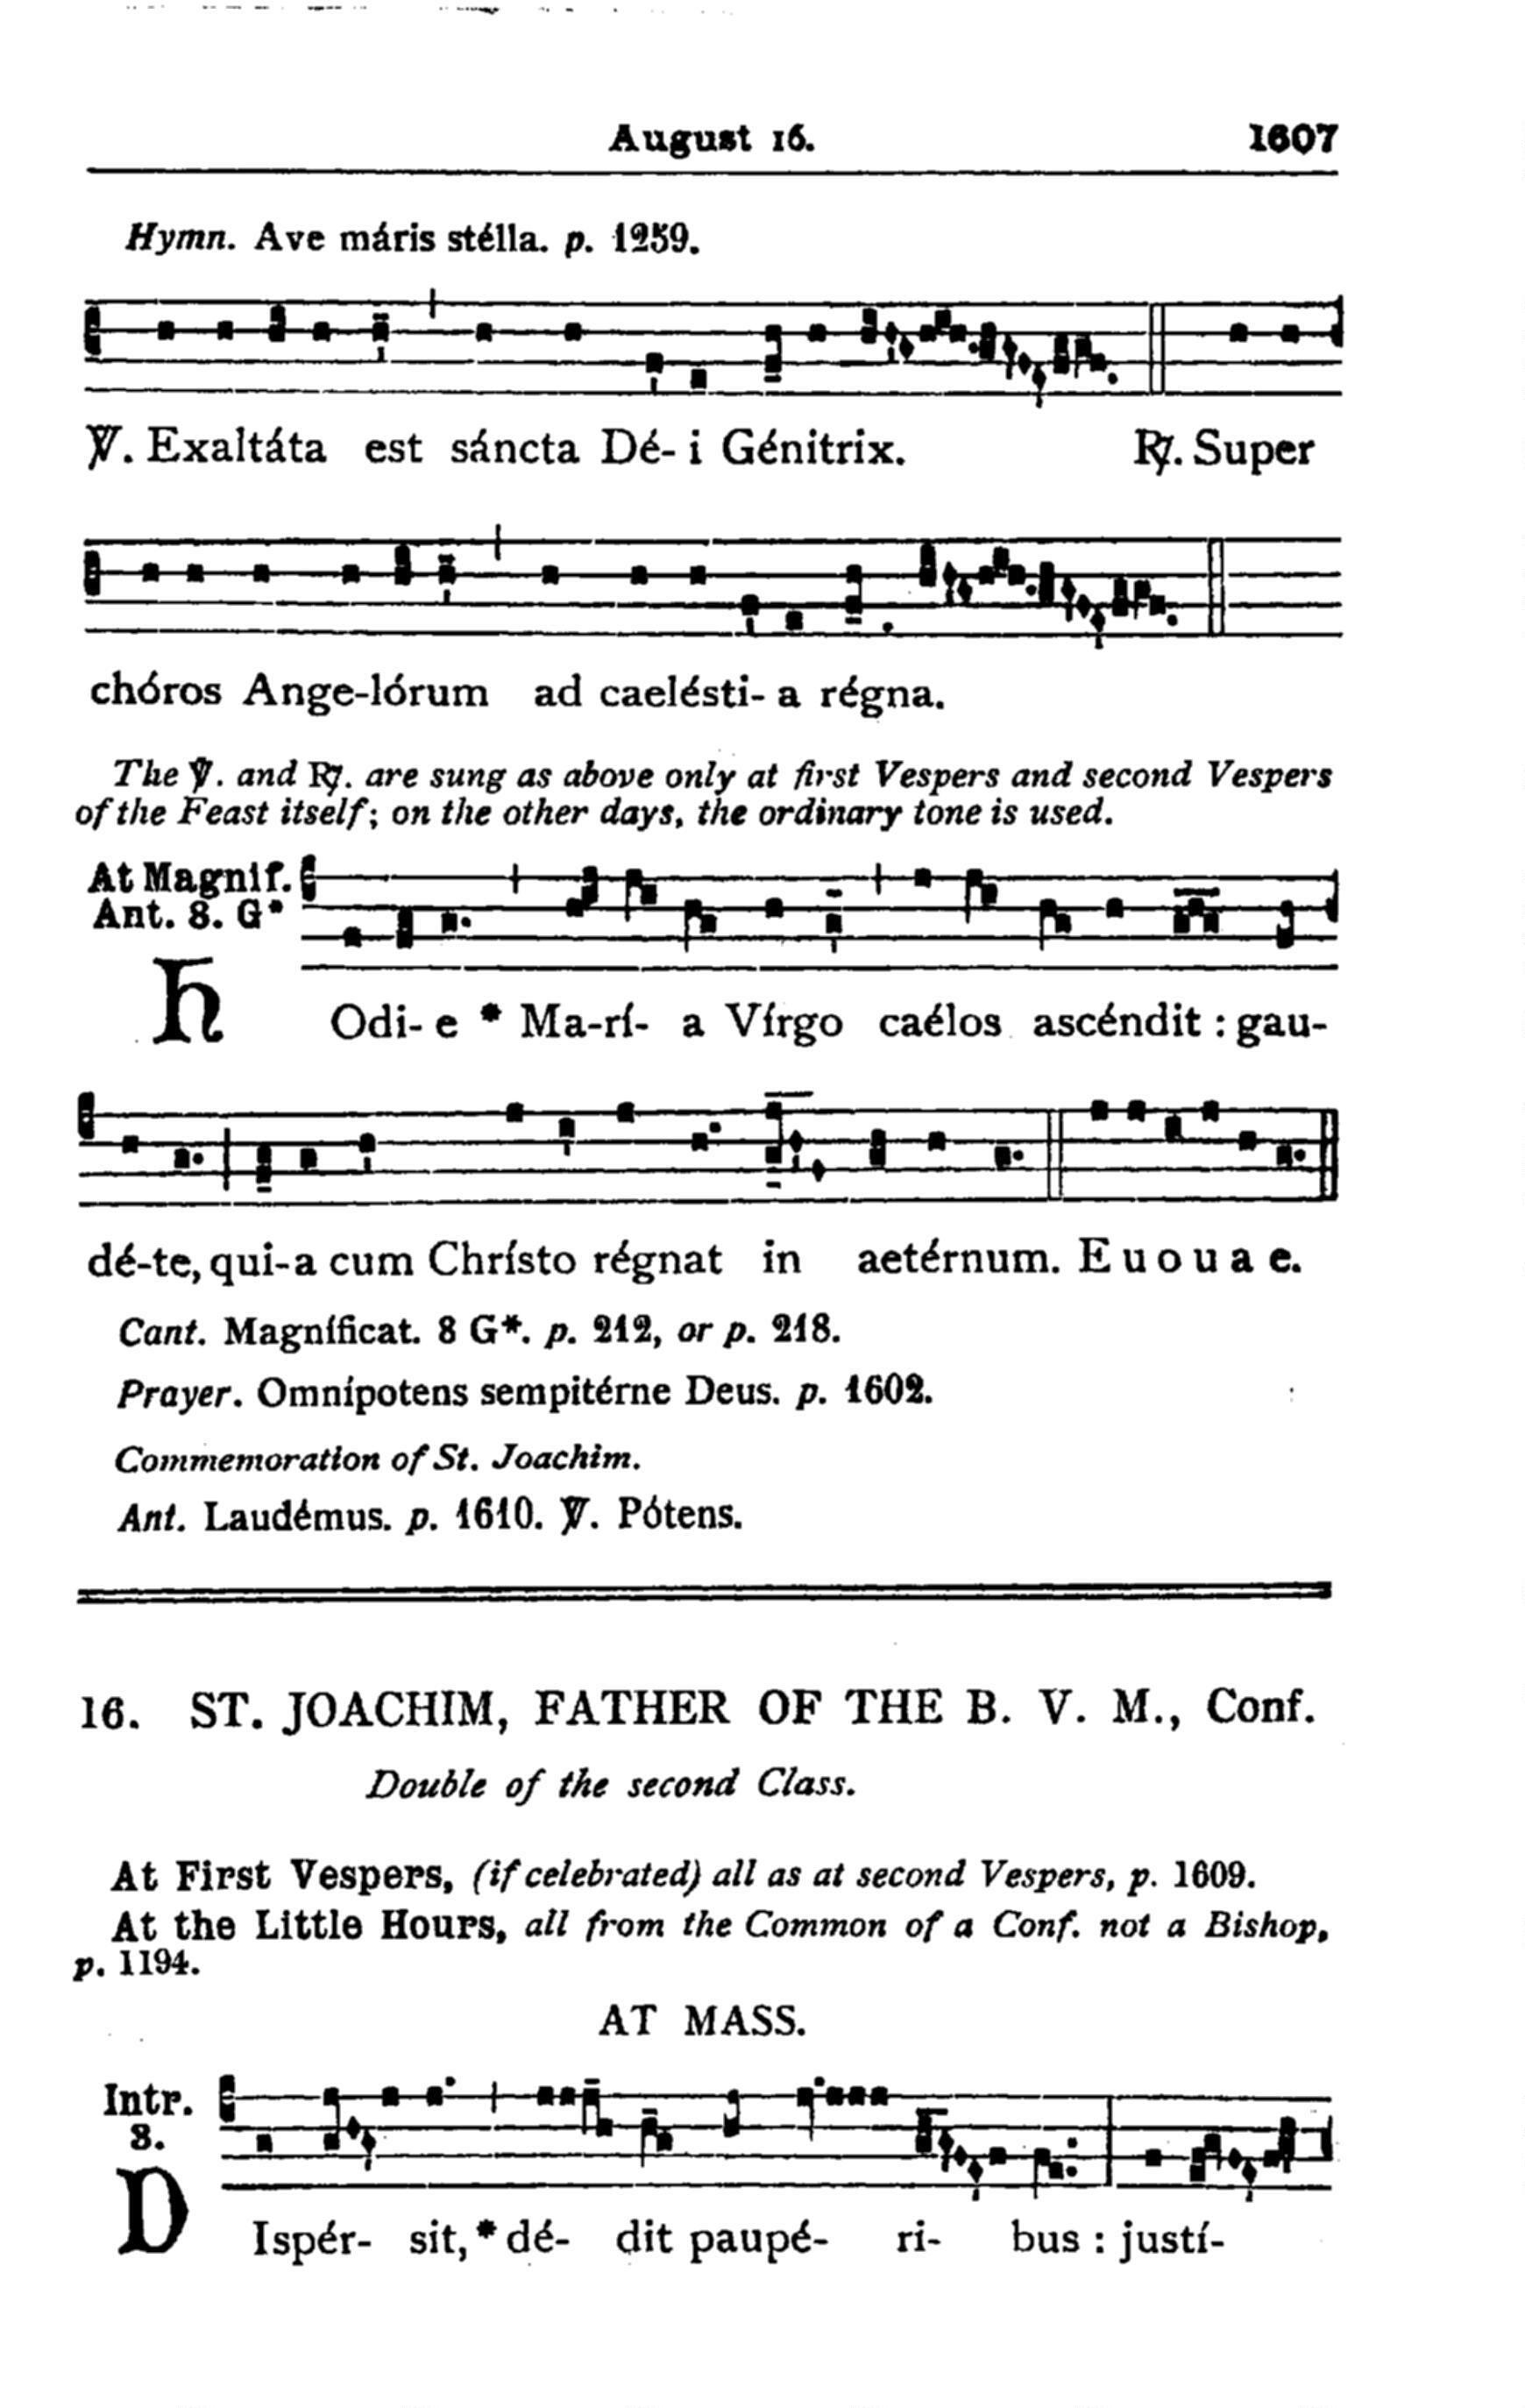 August 16. 1607
Hymn. Ave máris stélla. p. 1259.
℣. Exaltáta est sáncta Dé- i Génitrix. ℟. Super
chóros Ange-lórum ad caelésti- a régna.
The ℣. and ℟. are sung as above only at first Vespers and second Vespers
of the Feast itself; on the other days, the ordinary tone is used.
At Magnif.
Ant. 8. G*
HOdi- e * Ma-rí- a Vírgo caélos ascéndit : gau-
dé-te, qui-a cum Chrísto régnat in aetérnum. E u o u a e.
Cant. Magníficat. 8 G*. p. 212, or p. 218.
Prayer. Omnípotens sempitérne Deus. p. 1602.
Commemoration of St. Joachim.
Ant. Laudémus. p. 1610. ℣. Pótens.
16. ST. JOACHIM, FATHER OF THE B. V. M., Conf.
Double of the second Class.
At First Vespers, (if celebrated) all as at second Vespers, p. 1609.
At the Little Hours, all from the Common of a Conf. not a Bishop,
p. 1194.
AT MASS.
Intr.
8.
DIspér- sit, * dé- dit paupé- ri- bus : justí-